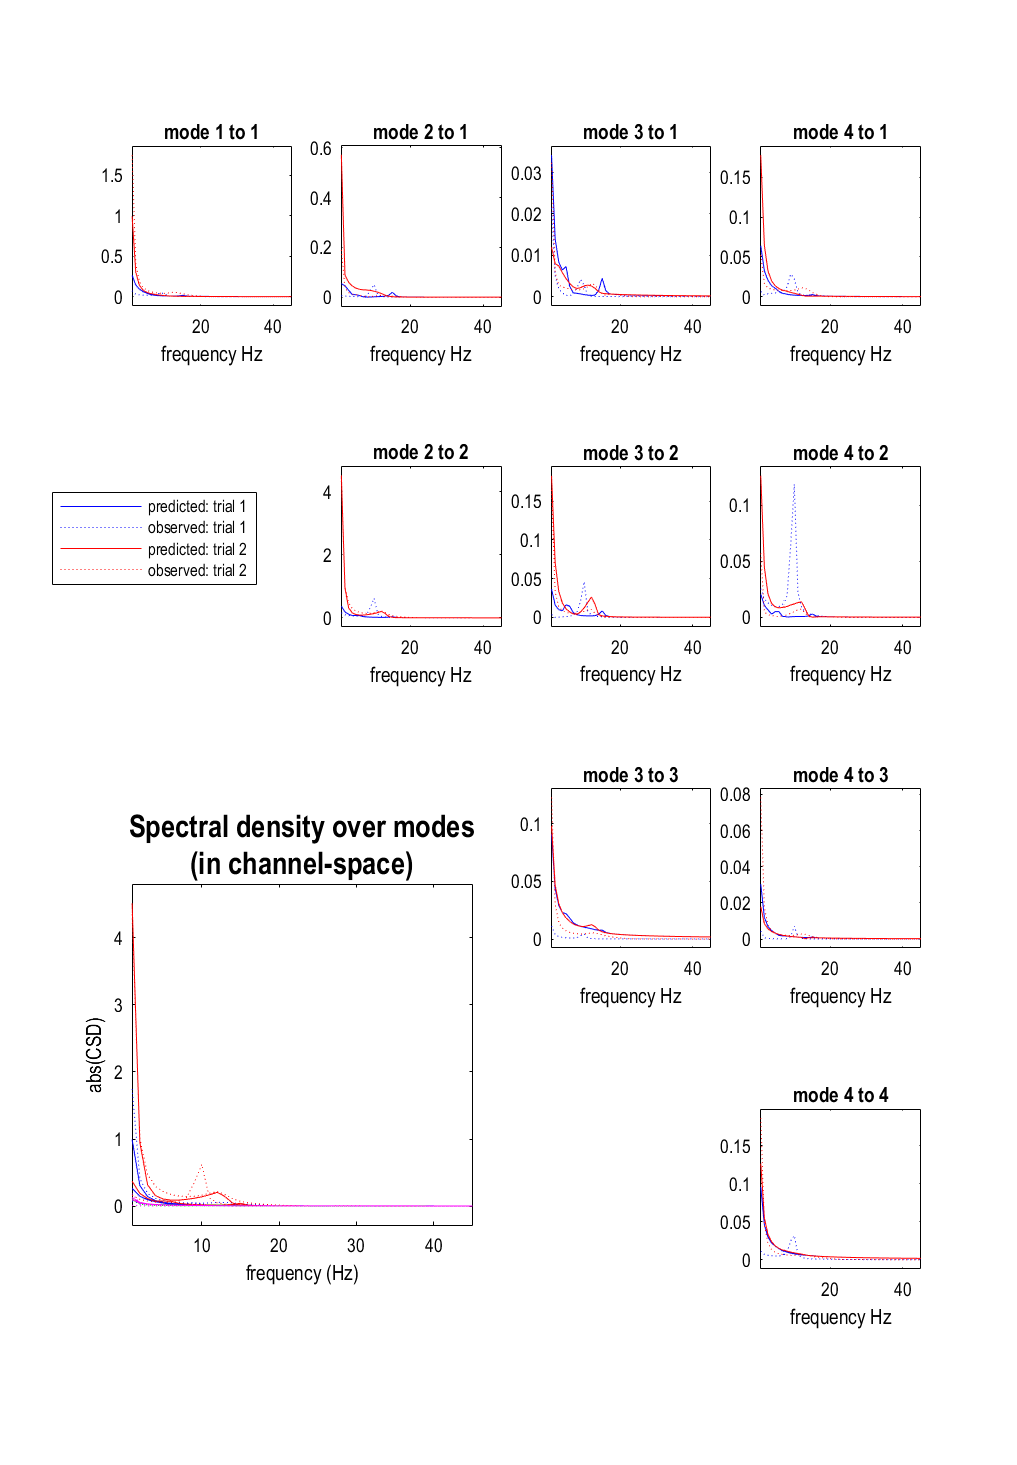 mode 1 to 1
1.5
1
0.5
0
20 40
frequency Hz
mode 2 to 1
0.6
0.4
0.2
0
20 40
frequency Hz
mode 3 to 1
0.03
0.02
0.01
0
20 40
frequency Hz
mode 4 to 1
0.15
0.1
0.05
0
20 40
frequency Hz
predicted: trial 1
observed: trial 1
predicted: trial 2
observed: trial 2
mode 2 to 2
4
2
0
20 40
frequency Hz
mode 3 to 2
0.15
0.1
0.05
0
20 40
frequency Hz
mode 4 to 2
0.1
0.05
0
20 40
frequency Hz
mode 3 to 3
0.1
0.05
0
20 40
frequency Hz
mode 4 to 3
0.08
0.06
0.04
0.02
0
20 40
frequency Hz
Spectral density over modes
(in channel-space)
abs(CSD)
4
3
2
1
0
10 20 30 40
frequency (Hz)
mode 4 to 4
0.15
0.1
0.05
0
20 40
frequency Hz